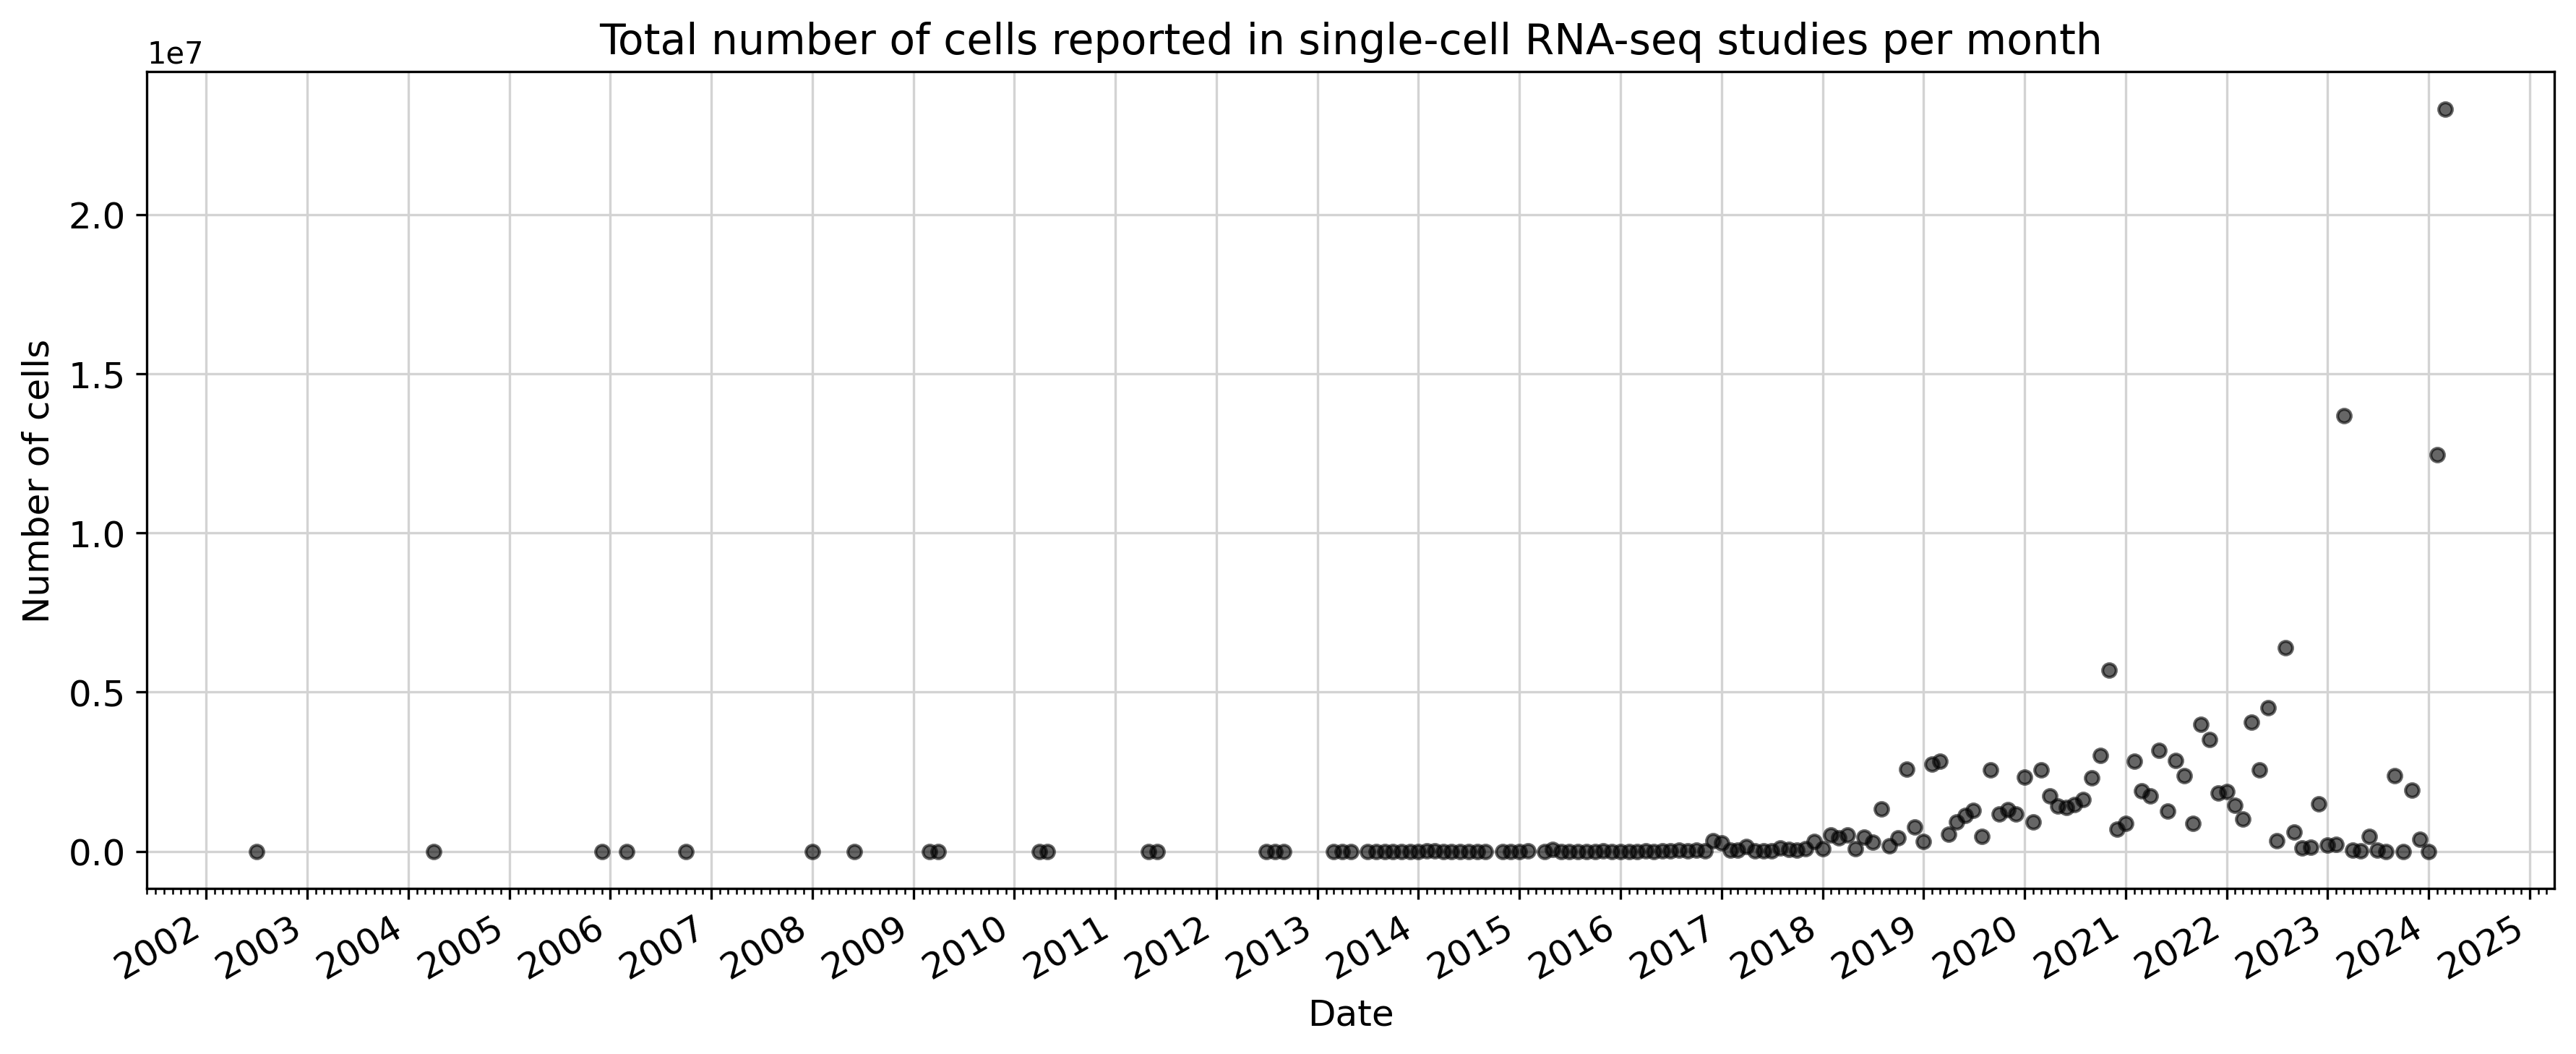 Total number of cells reported in single-cell RNA-seq studies per month
1e7
2.0
1.5
1.0
0.5
0.0
Number of cells
2002 2003 2004 2005 2006 2007 2008 2009 2010 2011 2012 2013 2014 2015 2016 2017 2018 2019 2020 2021 2022 2023 2024 2025
Date